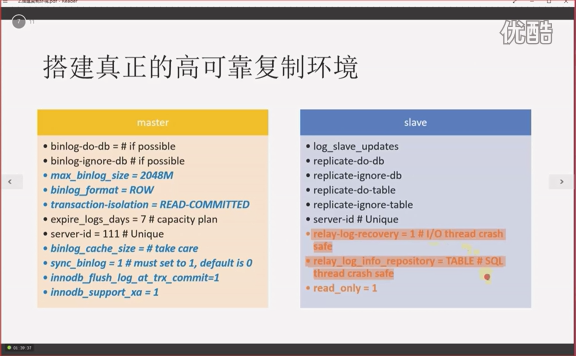 优酷
7 / 11
搭建真正的高可靠复制环境
master
• binlog-do-db = # if possible
• binlog-ignore-db # if possible
• max_binlog_size = 2048M
• binlog_format = ROW
• transaction-isolation = READ-COMMITTED
• expire_logs_days = 7 # capacity plan
• server-id = 111 # Unique
• binlog_cache_size = # take care
• sync_binlog = 1 # must set to 1, default is 0
• innodb_flush_log_at_trx_commit=1
• innodb_support_xa = 1
slave
• log_slave_updates
• replicate-do-db
• replicate-ignore-db
• replicate-do-table
• replicate-ignore-table
• server-id # Unique
• relay-log-recovery = 1 # I/O thread crash
safe
• relay_log_info_repository = TABLE # SQL
thread crash safe
• read_only = 1